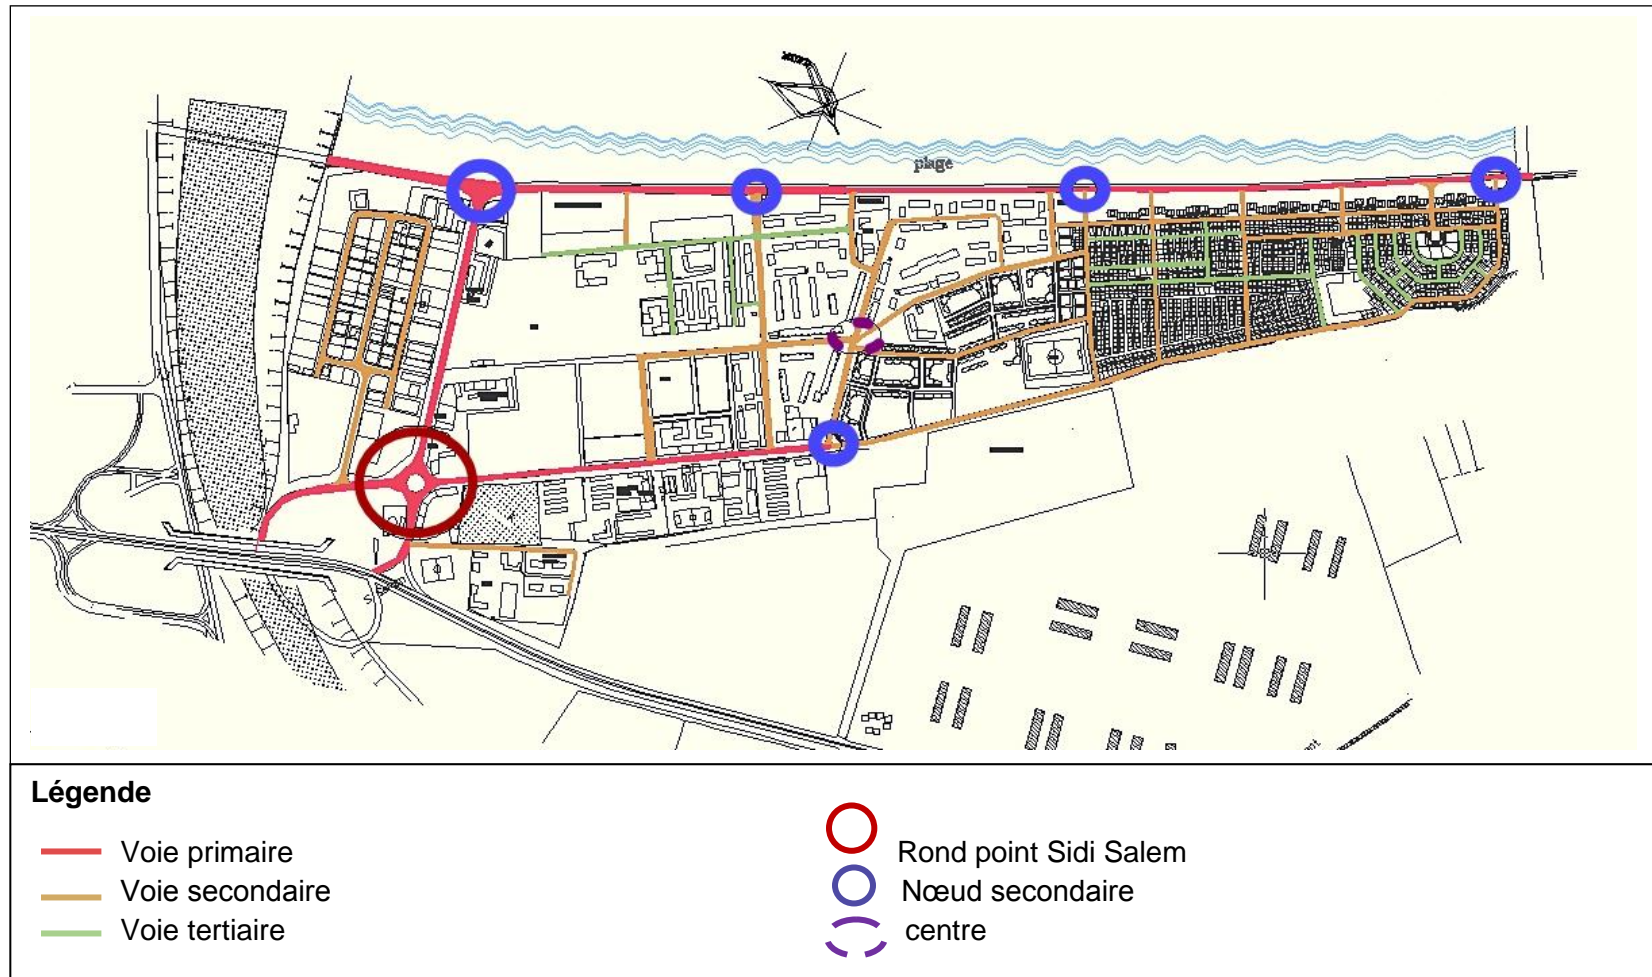 plage
Légende
Voie primaire
Voie secondaire
Voie tertiaire
Rond point Sidi Salem
Nœud secondaire
centre